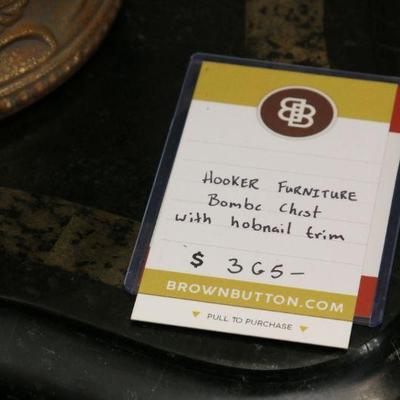 BB
HOOKER FURNITURE
Bombe Chest
with hobnail trim
$ 365-
BROWNBUTTON.COM
PULL TO PURCHASE